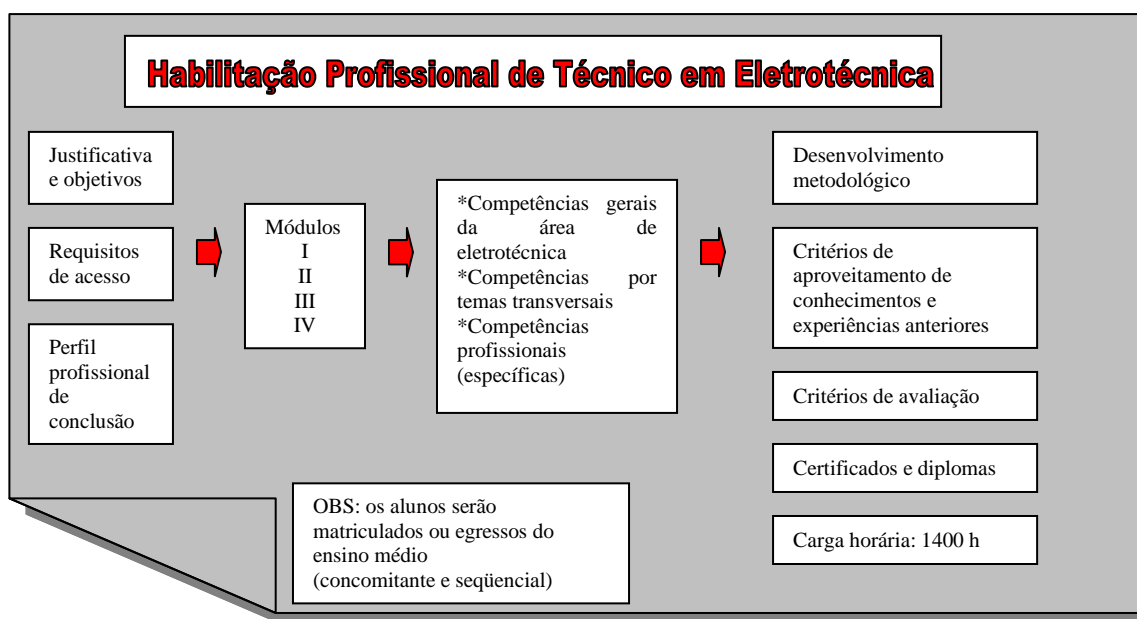 Habilitação Profissional de Técnico em Eletrotécnica
Justificativa
e objetivos
Requisitos
de acesso
Perfil
profissional
de
conclusão
Módulos
I
II
III
IV
*Competências gerais
da área de
eletrotécnica
*Competências por
temas transversais
*Competências
profissionais
(específicas)
Desenvolvimento
metodológico
Critérios de
aproveitamento de
conhecimentos e
experiências anteriores
Critérios de avaliação
Certificados e diplomas
Carga horária: 1400 h
OBS: os alunos serão
matriculados ou egressos do
ensino médio
(concomitante e seqüencial)